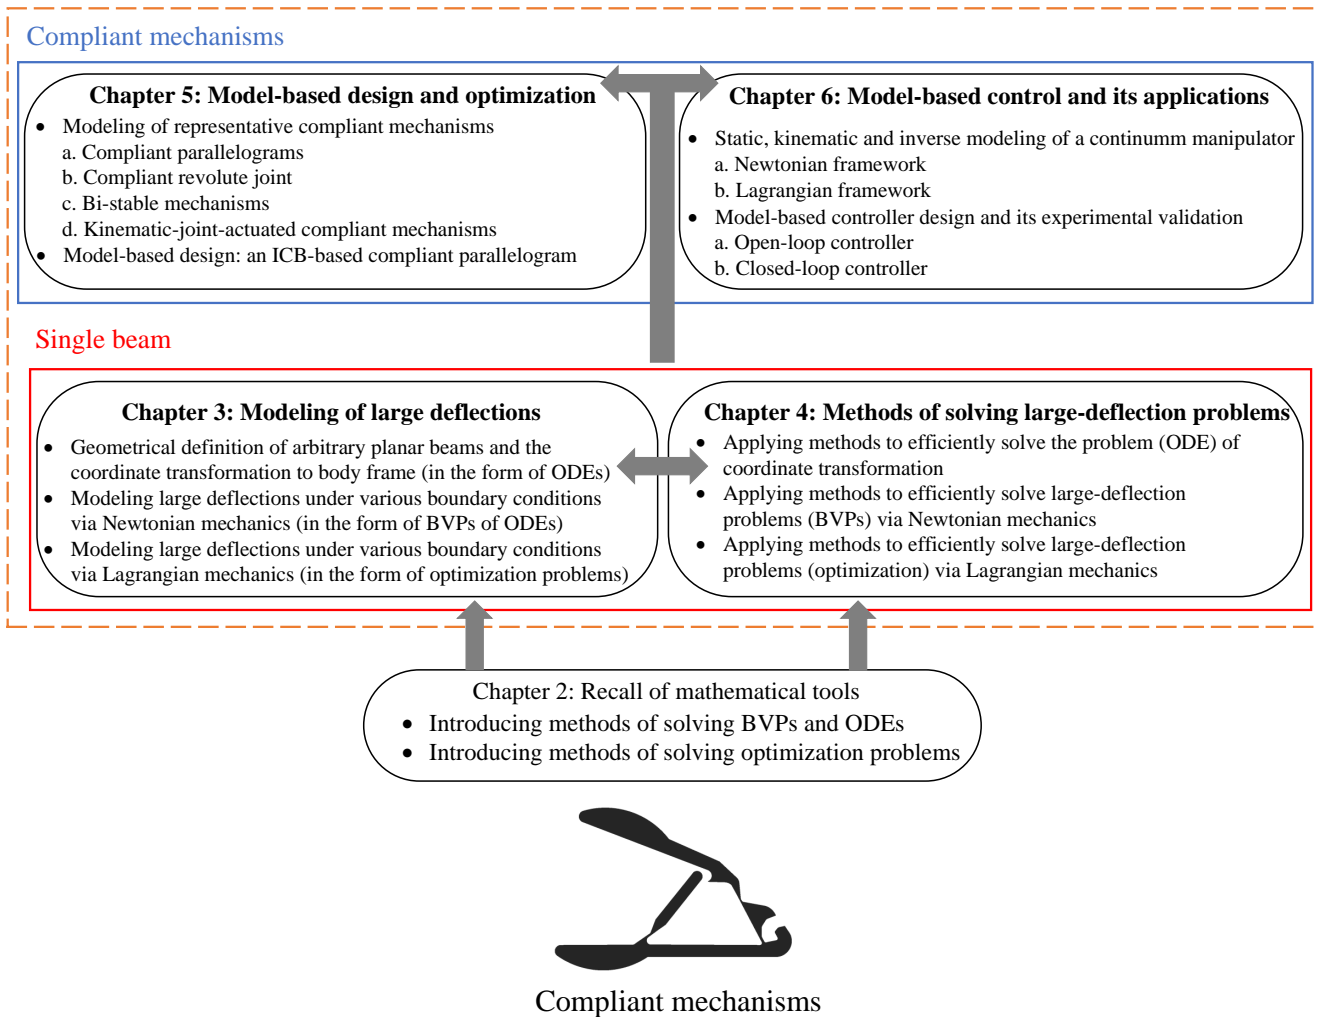 Compliant mechanisms
Chapter 5: Model-based design and optimization
• Modeling of representative compliant mechanisms
a. Compliant parallelograms
b. Compliant revolute joint
c. Bi-stable mechanisms
d. Kinematic-joint-actuated compliant mechanisms
• Model-based design: an ICB-based compliant parallelogram
Chapter 6: Model-based control and its applications
• Static, kinematic and inverse modeling of a continumm manipulator
a. Newtonian framework
b. Lagrangian framework
• Model-based controller design and its experimental validation
a. Open-loop controller
b. Closed-loop controller
Single beam
Chapter 3: Modeling of large deflections
• Geometrical definition of arbitrary planar beams and the
coordinate transformation to body frame (in the form of ODEs)
• Modeling large deflections under various boundary conditions
via Newtonian mechanics (in the form of BVPs of ODEs)
• Modeling large deflections under various boundary conditions
via Lagrangian mechanics (in the form of optimization problems)
Chapter 4: Methods of solving large-deflection problems
• Applying methods to efficiently solve the problem (ODE) of
coordinate transformation
• Applying methods to efficiently solve large-deflection
problems (BVPs) via Newtonian mechanics
• Applying methods to efficiently solve large-deflection
problems (optimization) via Lagrangian mechanics
Chapter 2: Recall of mathematical tools
• Introducing methods of solving BVPs and ODEs
• Introducing methods of solving optimization problems
Compliant mechanisms